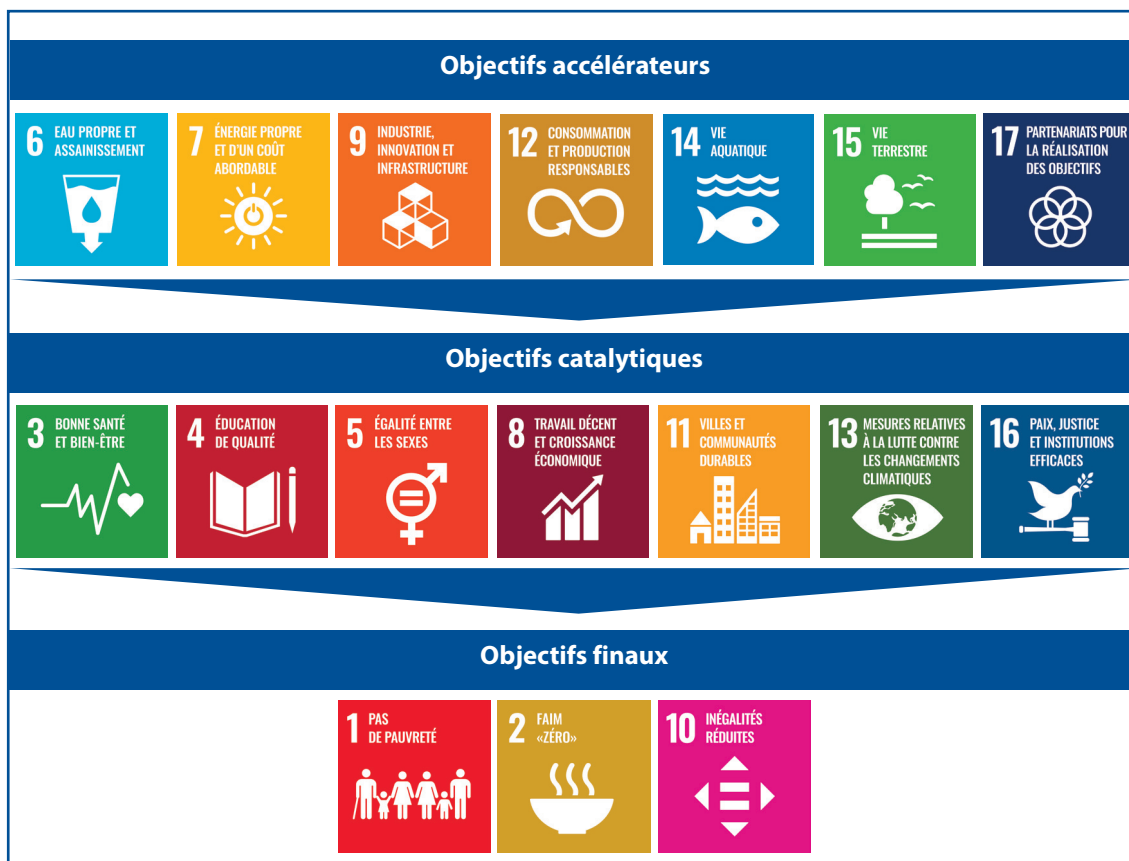 Objectifs accélérateurs
6 EAU PROPRE ET
ASSAINISSEMENT
7 ÉNERGIE PROPRE
ET D'UN COÛT
ABORDABLE
9 INDUSTRIE,
INNOVATION ET
INFRASTRUCTURE
12 CONSOMMATION
ET PRODUCTION
RESPONSABLES
14 VIE
AQUATIQUE
15 VIE
TERRESTRE
17 PARTENARIATS POUR
LA RÉALISATION
DES OBJECTIFS
Objectifs catalytiques
3 BONNE SANTÉ
ET BIEN-ÊTRE
4 ÉDUCATION
DE QUALITÉ
5 ÉGALITÉ ENTRE
LES SEXES
8 TRAVAIL DÉCENT
ET CROISSANCE
ÉCONOMIQUE
11 VILLES ET
COMMUNAUTÉS
DURABLES
13 MESURES RELATIVES
À LA LUTTE CONTRE
LES CHANGEMENTS
CLIMATIQUES
16 PAIX, JUSTICE
ET INSTITUTIONS
EFFICACES
Objectifs finaux
1 PAS
DE PAUVRETÉ
2 FAIM
«ZÉRO»
10 INÉGALITÉS
RÉDUITES